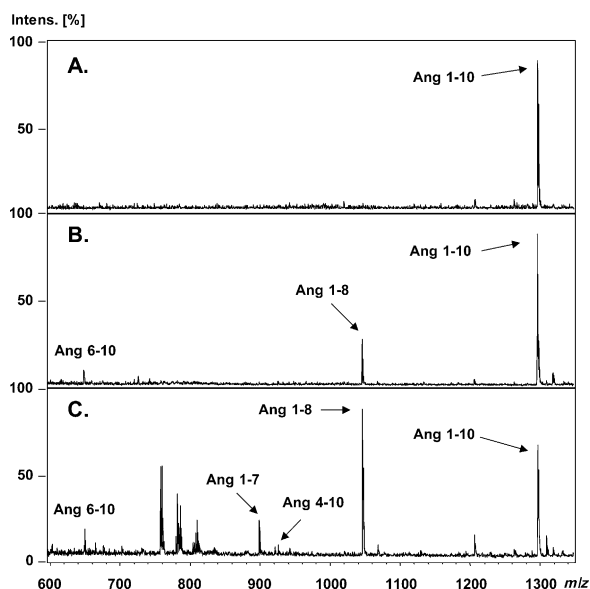 Intens. [%]
100
A.
Ang 1-10
50
100
B.
Ang 1-10
Ang 1-8
50
Ang 6-10
100
C.
Ang 1-8
Ang 1-10
50
Ang 1-7
Ang 4-10
Ang 6-10
0
600 700 800 900 1000 1100 1200 1300 m/z